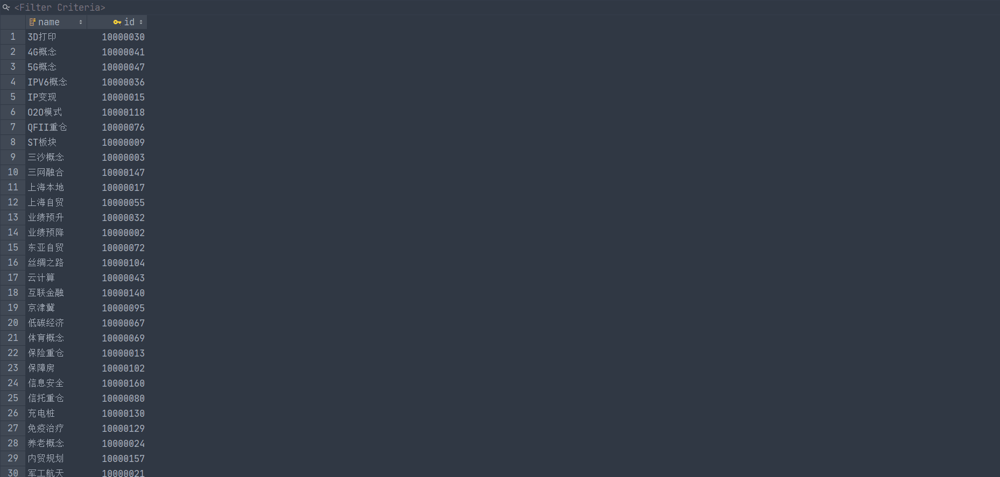 <Filter Criteria>
name id
1 3D打印 10000030
2 4G概念 10000041
3 5G概念 10000047
4 IPV6概念 10000036
5 IP变现 10000015
6 O2O模式 10000118
7 QFII重仓 10000076
8 ST板块 10000009
9 三沙概念 10000003
10 三网融合 10000147
11 上海本地 10000017
12 上海自贸 10000055
13 业绩预升 10000032
14 业绩预降 10000002
15 东亚自贸 10000072
16 丝绸之路 10000104
17 云计算 10000043
18 互联金融 10000140
19 京津冀 10000095
20 低碳经济 10000067
21 体育概念 10000069
22 保险重仓 10000013
23 保障房 10000102
24 信息安全 10000160
25 信托重仓 10000080
26 充电桩 10000130
27 免疫治疗 10000129
28 养老概念 10000024
29 内贸规划 10000157
30 军工航天 10000021